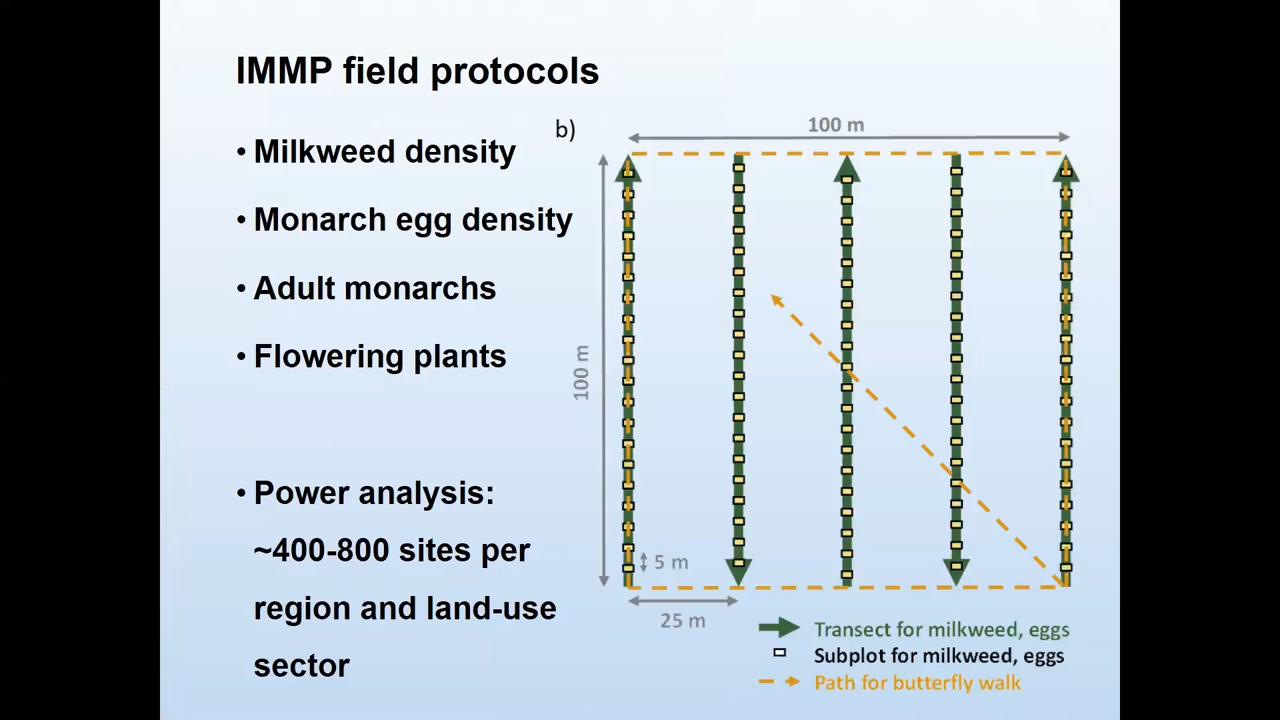 IMMP field protocols
• Milkweed density
• Monarch egg density
• Adult monarchs
• Flowering plants
• Power analysis:
~400-800 sites per
region and land-use
sector
b)
100 m
100 m
5 m
25 m
Transect for milkweed, eggs
Subplot for milkweed, eggs
Path for butterfly walk